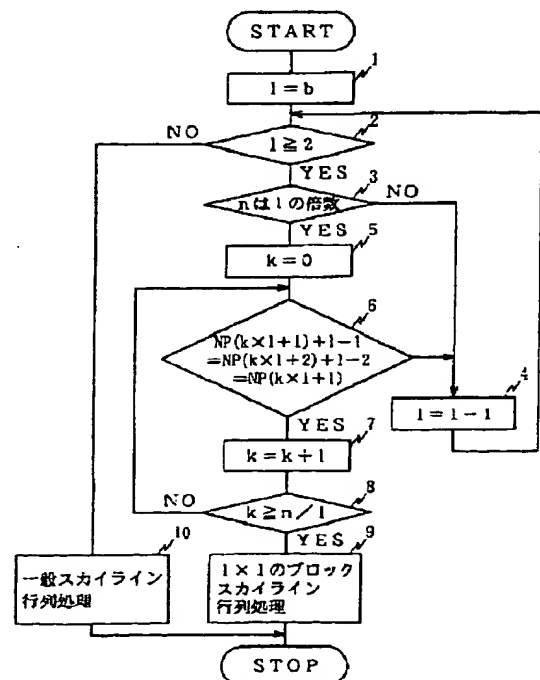 START
1
l=b
2
NO
l≧2
YES
3
nはlの倍数
NO
YES
5
k=0
6
NP(k×l+1)+l-1
=NP(k×l+2)+l-2
=NP(k×l+l)
4
l=l-1
YES
7
k=k+1
NO
8
k≧n/l
YES
10
9
一般スカイライン
行列処理
l×lのブロック
スカイライン
行列処理
STOP